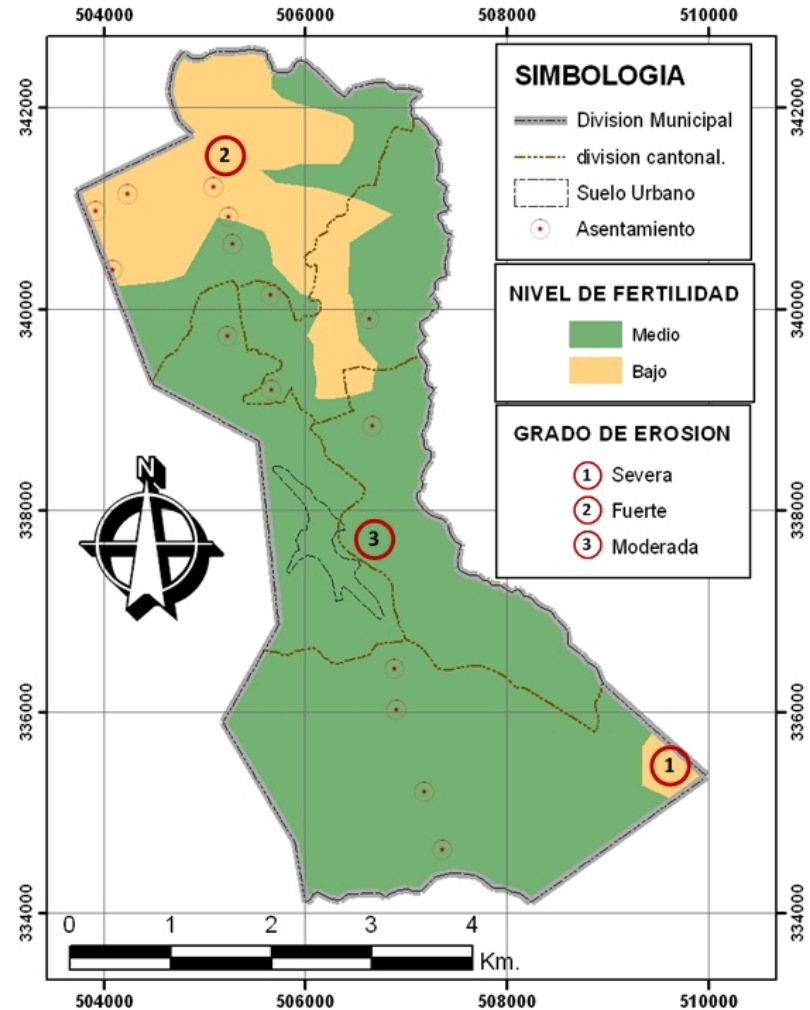 504000 506000 508000 510000
342000 342000
340000 340000
338000 338000
336000 336000
334000 334000
SIMBOLOGIA
Division Municipal
division cantonal.
Suelo Urbano
Asentamiento
NIVEL DE FERTILIDAD
Medio
Bajo
GRADO DE EROSION
1 Severa
2 Fuerte
3 Moderada
2
N
3
1
0 1 2 3 4
Km.
504000 506000 508000 510000